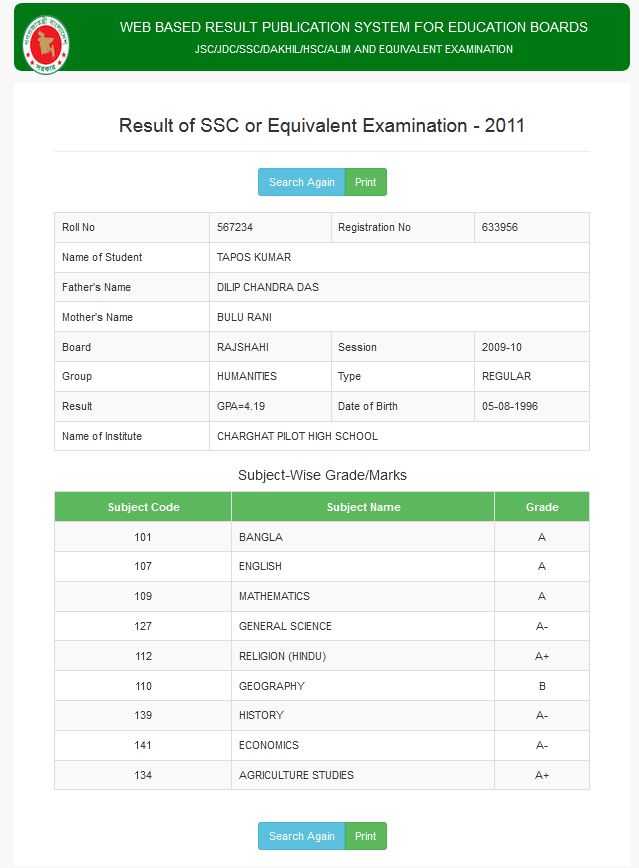 WEB BASED RESULT PUBLICATION SYSTEM FOR EDUCATION BOARDS
JSC/JDC/SSC/DAKHIL/HSC/ALIM AND EQUIVALENT EXAMINATION
Result of SSC or Equivalent Examination - 2011
Search Again Print
Roll No 567234 Registration No 633956
Name of Student TAPOS KUMAR
Father's Name DILIP CHANDRA DAS
Mother's Name BULU RANI
Board RAJSHAHI Session 2009-10
Group HUMANITIES Type REGULAR
Result GPA=4.19 Date of Birth 05-08-1996
Name of Institute CHARGHAT PILOT HIGH SCHOOL
Subject-Wise Grade/Marks
Subject Code Subject Name Grade
101 BANGLA A
107 ENGLISH A
109 MATHEMATICS A
127 GENERAL SCIENCE A-
112 RELIGION (HINDU) A+
110 GEOGRAPHY B
139 HISTORY A-
141 ECONOMICS A-
134 AGRICULTURE STUDIES A+
Search Again Print